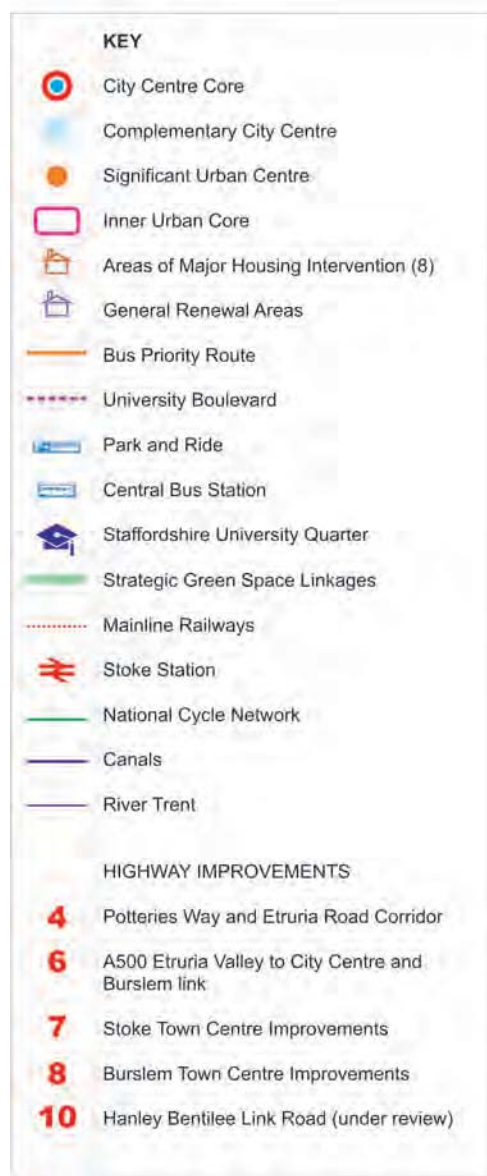 KEY
City Centre Core
Complementary City Centre
Significant Urban Centre
Inner Urban Core
Areas of Major Housing Intervention (8)
General Renewal Areas
Bus Priority Route
University Boulevard
Park and Ride
Central Bus Station
Staffordshire University Quarter
Strategic Green Space Linkages
Mainline Railways
Stoke Station
National Cycle Network
Canals
River Trent
HIGHWAY IMPROVEMENTS
4 Potteries Way and Etruria Road Corridor
6 A500 Etruria Valley to City Centre and
Burslem link
7 Stoke Town Centre Improvements
8 Burslem Town Centre Improvements
10 Hanley Bentilee Link Road (under review)